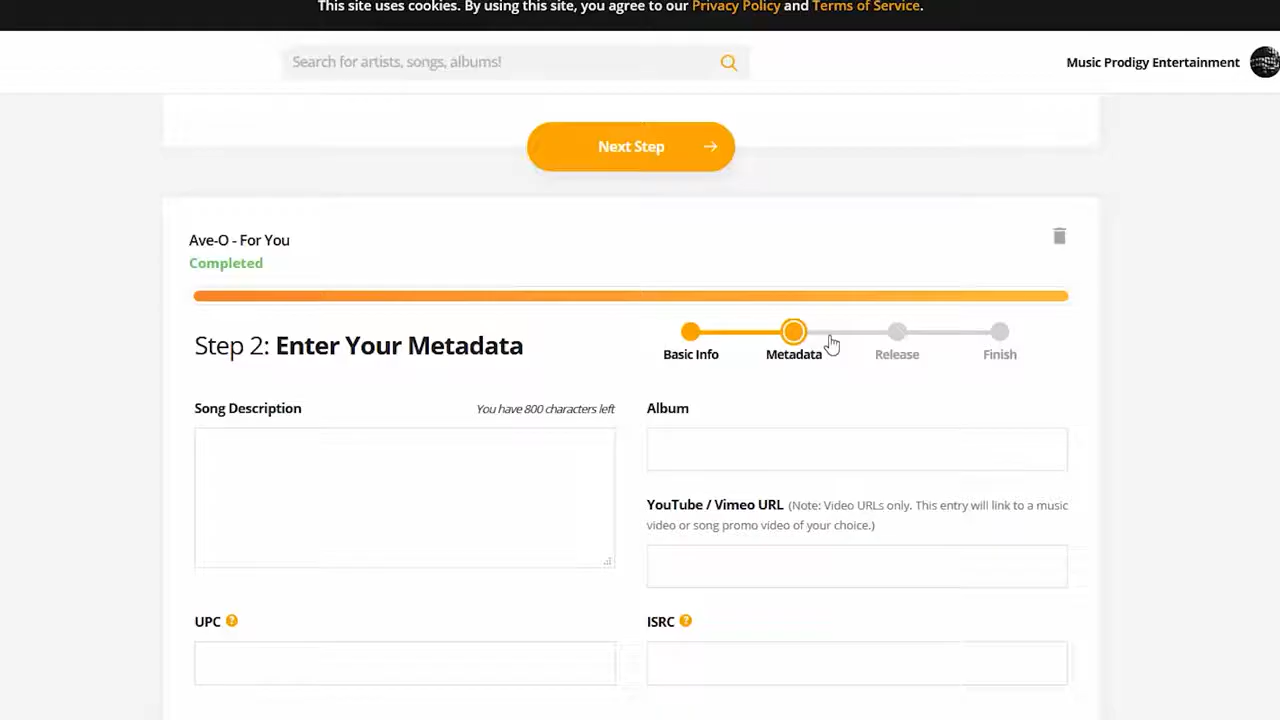 This site uses cookies. By using this site, you agree to our Privacy Policy and Terms of Service.
Search for artists, songs, albums!
Music Prodigy Entertainment
Next Step
Ave-O - For You
Completed
Step 2: Enter Your Metadata
Basic Info
Metadata
Release
Finish
Song Description
You have 800 characters left
Album
YouTube / Vimeo URL (Note: Video URLs only. This entry will link to a music
video or song promo video of your choice.)
UPC ?
ISRC ?